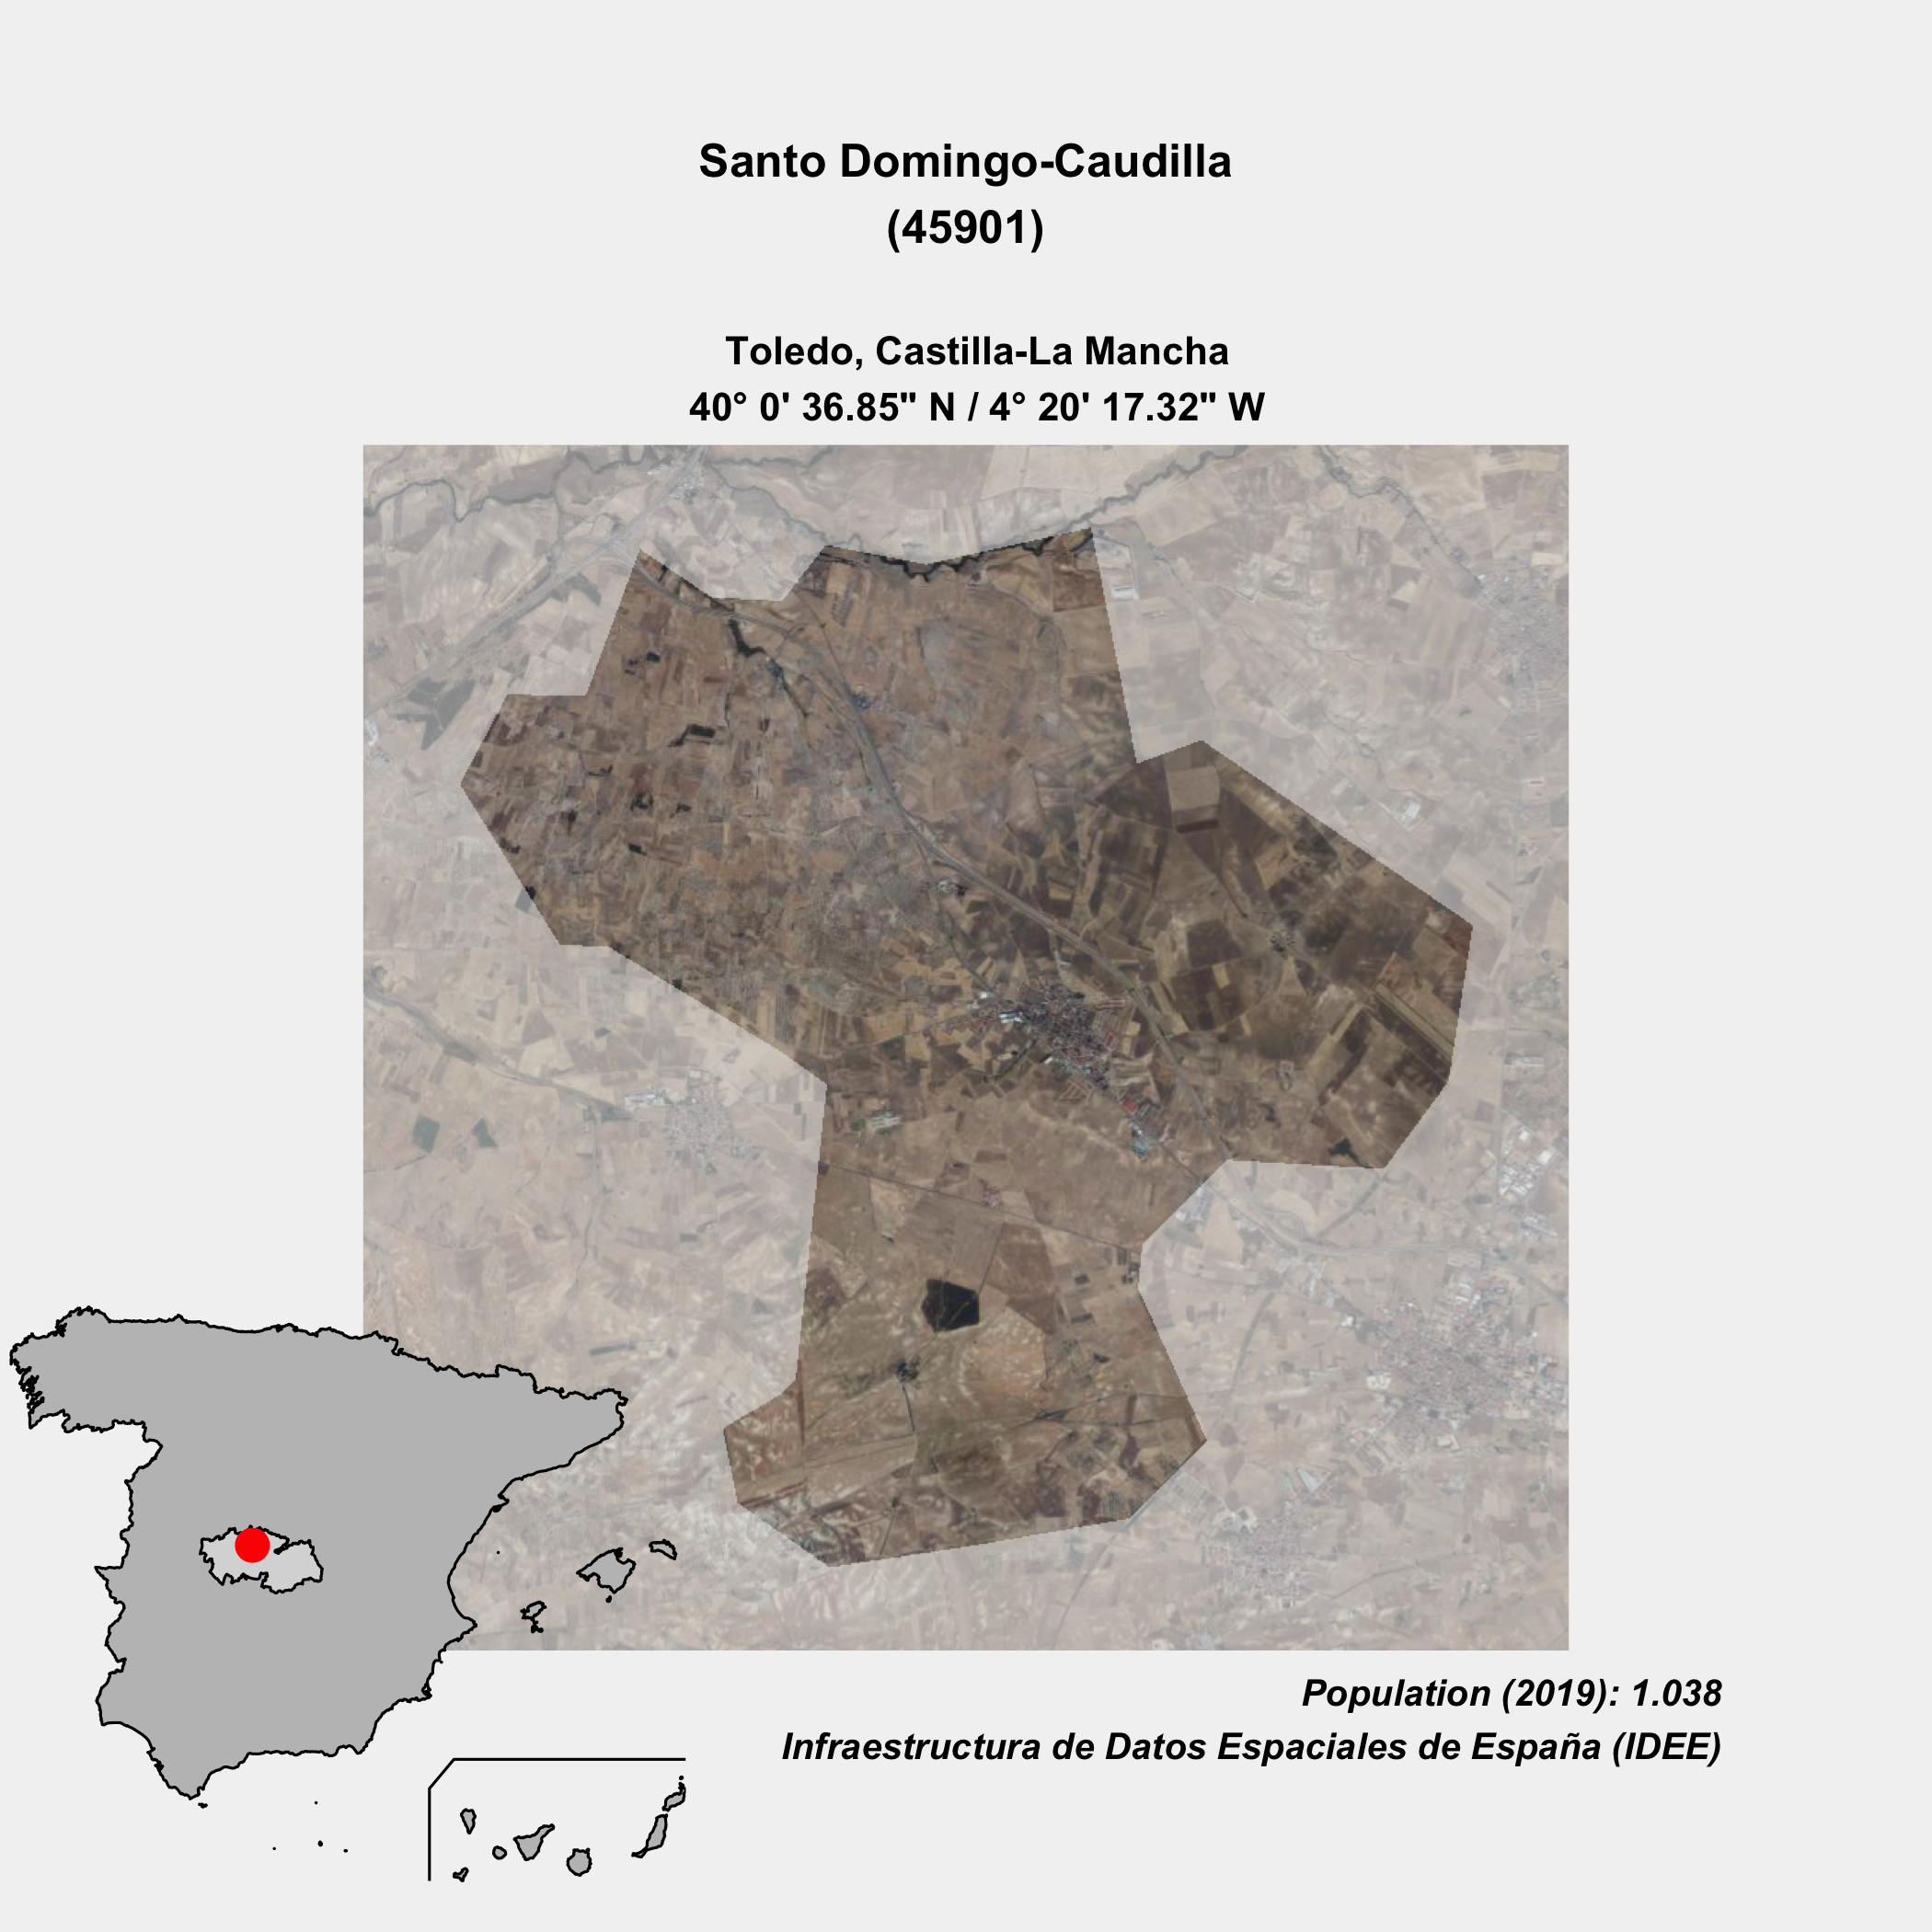 Santo Domingo-Caudilla
(45901)
Toledo, Castilla-La Mancha
40° 0' 36.85" N / 4° 20' 17.32" W
Population (2019): 1.038
Infraestructura de Datos Espaciales de España (IDEE)